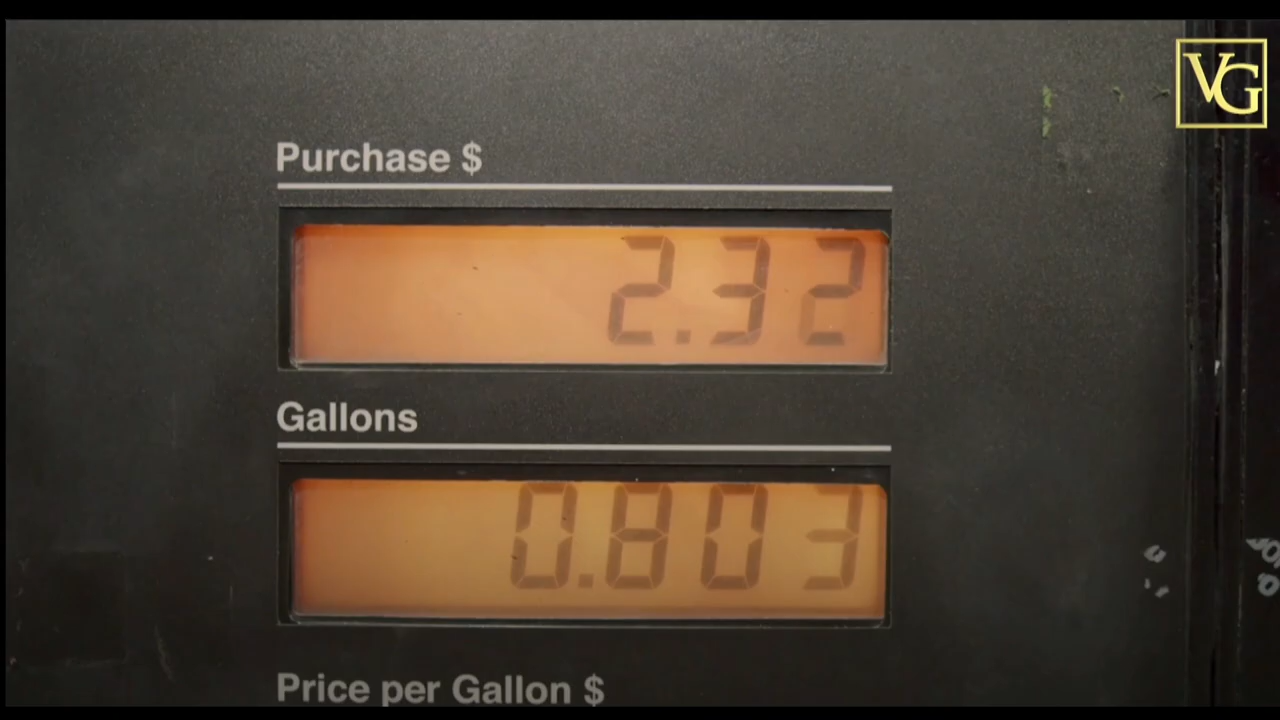 VG
Purchase $
2.32
Gallons
0.803
Price per Gallon $